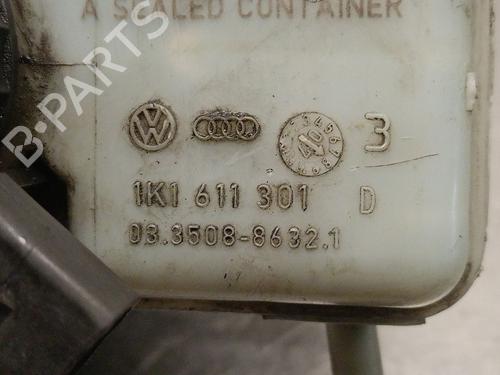 A SEALED CONTAINER
B-PARTS
3
1K1 611 301 D
03.3508-8632.1